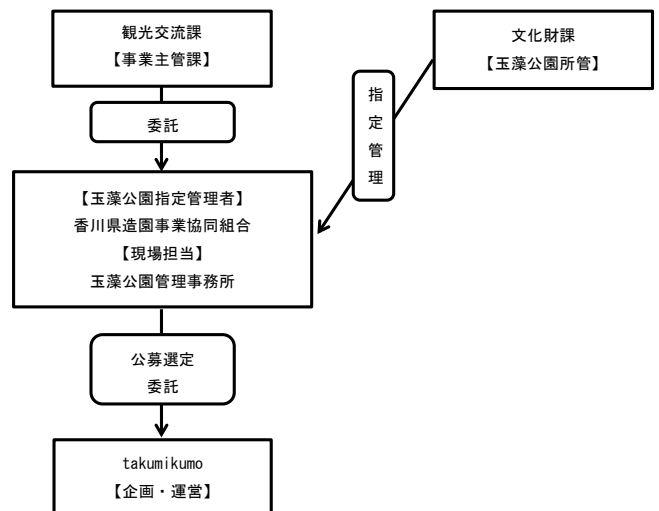 観光交流課
【事業主管課】
文化財課
【玉藻公園所管】
委託
指定管理
【玉藻公園指定管理者】
香川県造園事業協同組合
【現場担当】
玉藻公園管理事務所
公募選定
委託
takumikumo
【企画・運営】